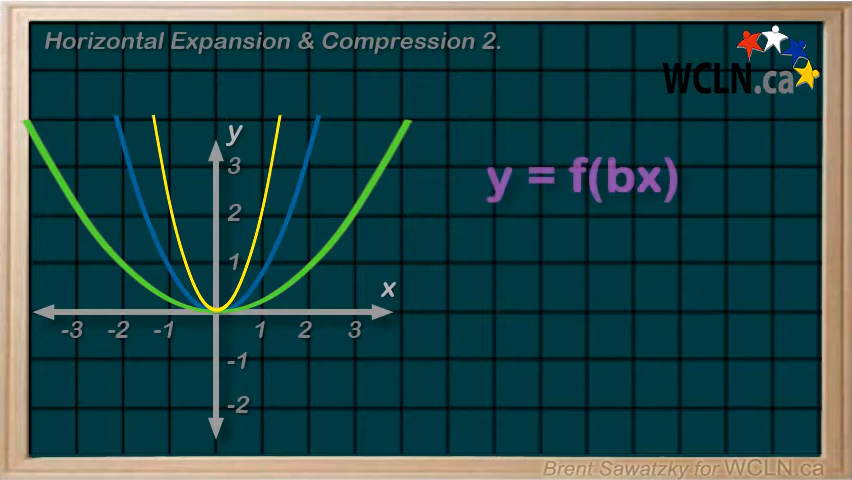 Horizontal Expansion & Compression 2.
WCLN.ca
y
3
y = f(bx)
2
1
x
-3 -2 -1 1 2 3
-1
-2
Brent Sawatzky for WCLN.ca